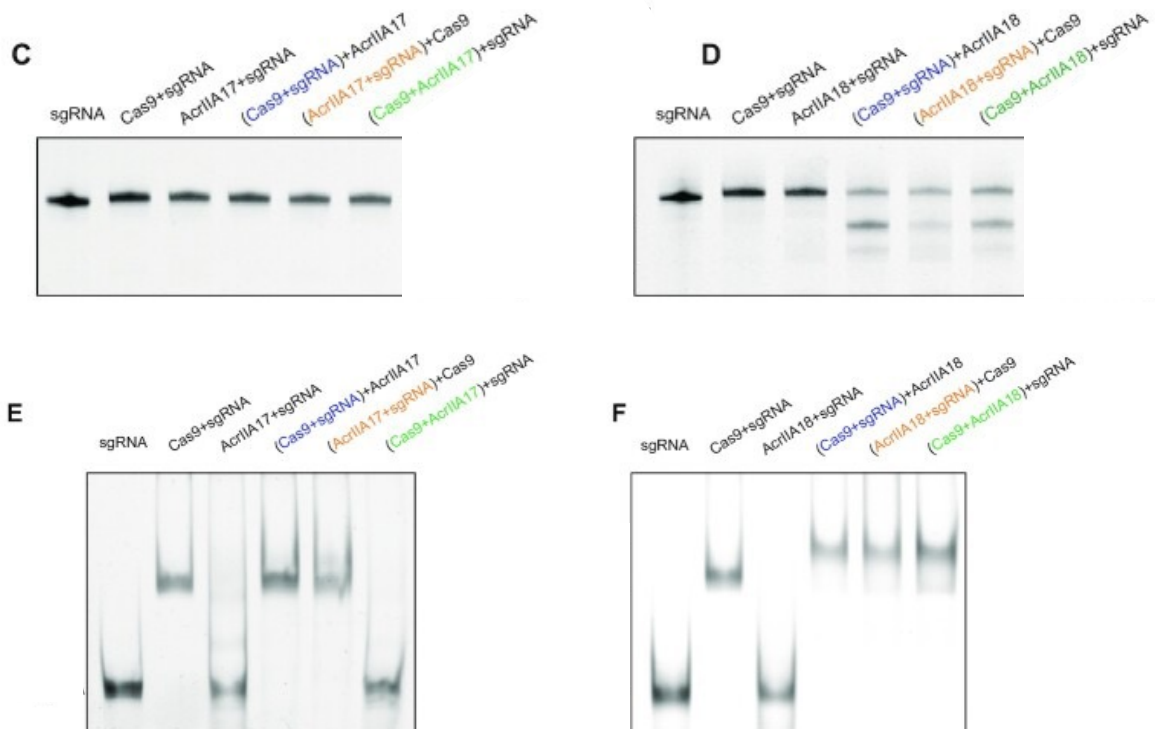 C
sgRNA
Cas9+sgRNA
AcrIIA17+sgRNA
(Cas9+sgRNA)+AcrIIA17
(AcrIIA17+sgRNA)+Cas9
(Cas9+AcrIIA17)+sgRNA
D
sgRNA
Cas9+sgRNA
AcrIIA18+sgRNA
(Cas9+sgRNA)+AcrIIA18
(AcrIIA18+sgRNA)+Cas9
(Cas9+AcrIIA18)+sgRNA
E
sgRNA
Cas9+sgRNA
AcrIIA17+sgRNA
(Cas9+sgRNA)+AcrIIA17
(AcrIIA17+sgRNA)+Cas9
(Cas9+AcrIIA17)+sgRNA
F
sgRNA
Cas9+sgRNA
AcrIIA18+sgRNA
(Cas9+sgRNA)+AcrIIA18
(AcrIIA18+sgRNA)+Cas9
(Cas9+AcrIIA18)+sgRNA